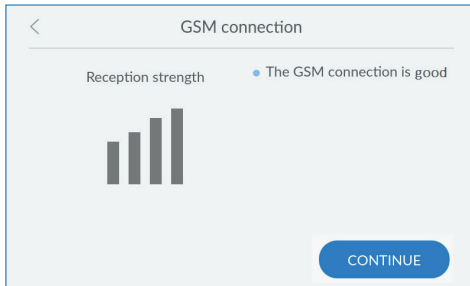 GSM connection
Reception strength
The GSM connection is good
CONTINUE